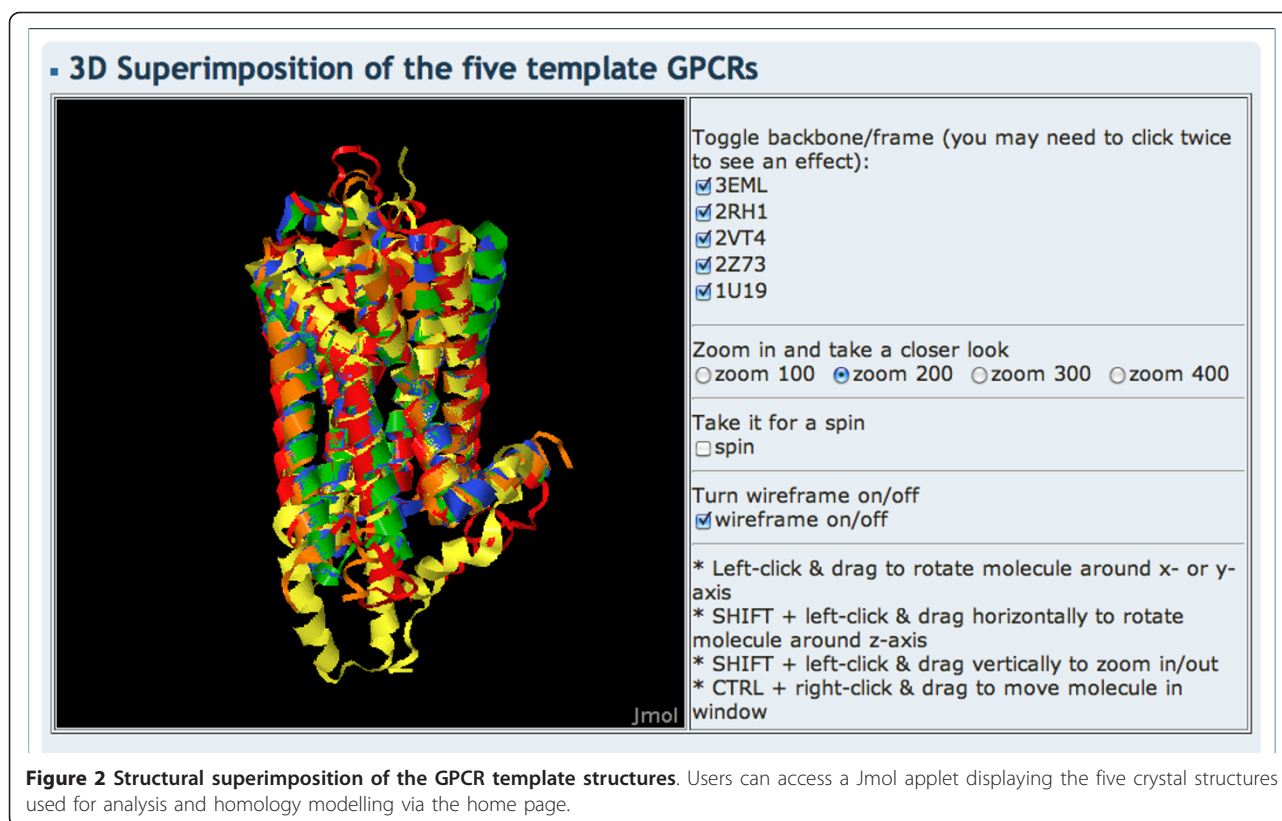 3D Superimposition of the five template GPCRs
Toggle backbone/frame (you may need to click twice
to see an effect):
3EML
2RH1
2VT4
2Z73
1U19
Zoom in and take a closer look
zoom 100 zoom 200 zoom 300 zoom 400
Take it for a spin
spin
Turn wireframe on/off
wireframe on/off
* Left-click & drag to rotate molecule around x- or y-
axis
* SHIFT + left-click & drag horizontally to rotate
molecule around z-axis
* SHIFT + left-click & drag vertically to zoom in/out
* CTRL + right-click & drag to move molecule in
window
Jmol
Figure 2 Structural superimposition of the GPCR template structures. Users can access a Jmol applet displaying the five crystal structures
used for analysis and homology modelling via the home page.